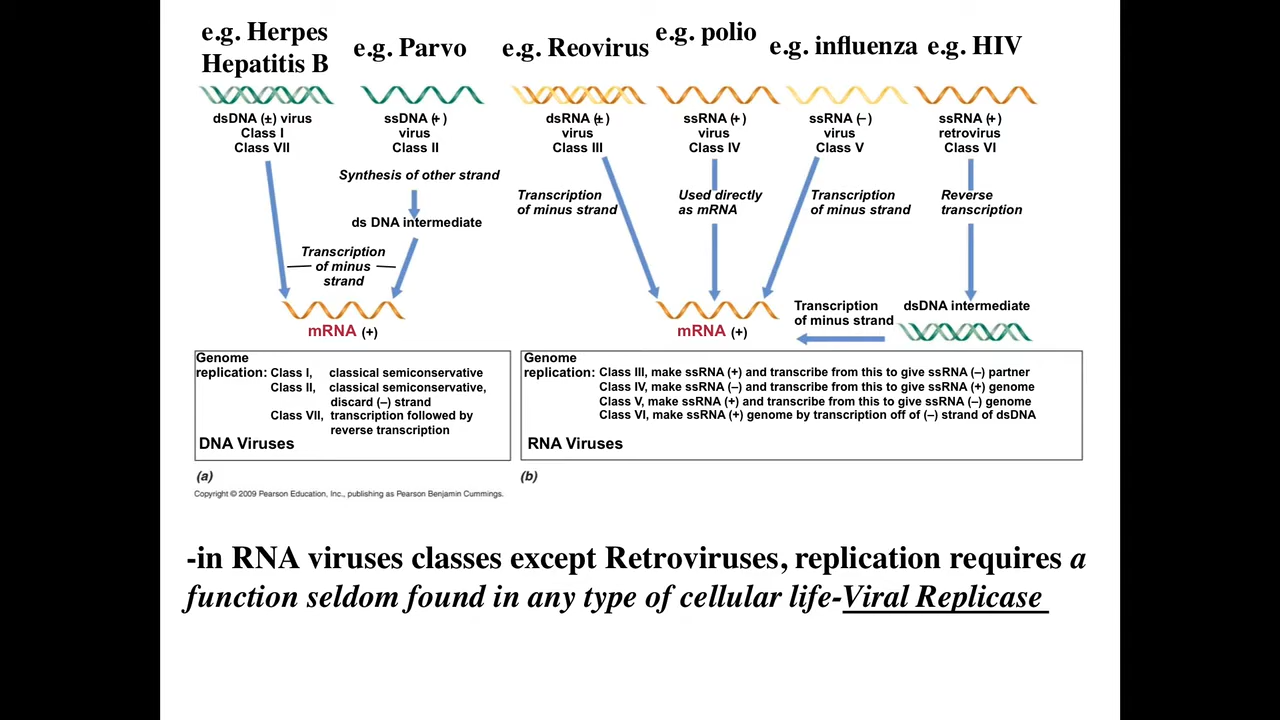 e.g. Herpes
Hepatitis B
e.g. Parvo
e.g. Reovirus
e.g. polio
e.g. influenza
e.g. HIV
dsDNA (±) virus
Class I
Class VII
ssDNA (+)
virus
Class II
dsRNA (±)
virus
Class III
ssRNA (+)
virus
Class IV
ssRNA (–)
virus
Class V
ssRNA (+)
retrovirus
Class VI
Synthesis of other strand
ds DNA intermediate
Transcription
of minus
strand
mRNA (+)
Transcription
of minus strand
Used directly
as mRNA
Transcription
of minus strand
Reverse
transcription
dsDNA intermediate
Transcription
of minus strand
mRNA (+)
Genome
replication: Class I, classical semiconservative
Class II, classical semiconservative,
discard (–) strand
Class VII, transcription followed by
reverse transcription
DNA Viruses
Genome
replication: Class III, make ssRNA (+) and transcribe from this to give ssRNA (–) partner
Class IV, make ssRNA (–) and transcribe from this to give ssRNA (+) genome
Class V, make ssRNA (+) and transcribe from this to give ssRNA (–) genome
Class VI, make ssRNA (+) genome by transcription off of (–) strand of dsDNA
RNA Viruses
(a)
(b)
Copyright © 2009 Pearson Education, Inc., publishing as Pearson Benjamin Cummings.
-in RNA viruses classes except Retroviruses, replication requires a
function seldom found in any type of cellular life-Viral Replicase